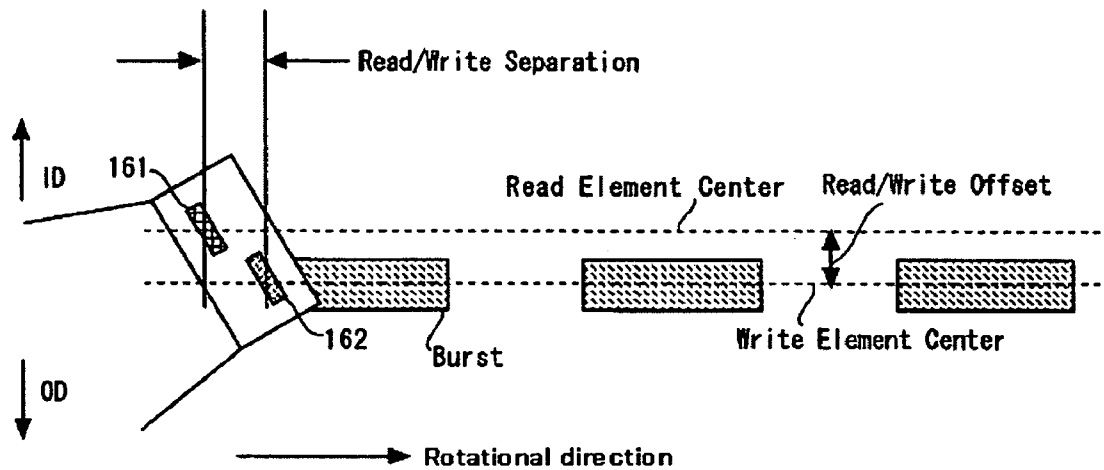 Read/Write Separation
161
ID
Read Element Center
Read/Write Offset
162
Burst
Write Element Center
OD
Rotational direction